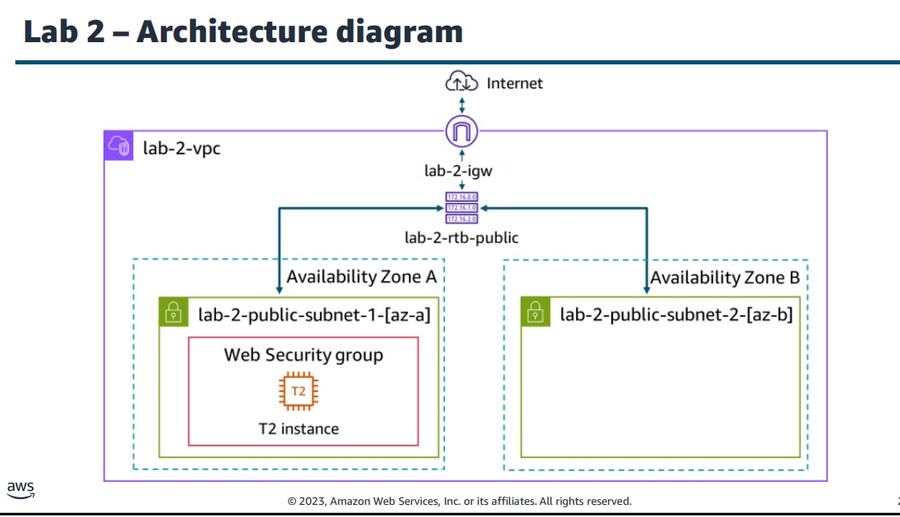 Lab 2 – Architecture diagram
Internet
lab-2-vpc
lab-2-igw
172.16.0.0
172.16.1.0
172.16.2.0
lab-2-rtb-public
Availability Zone A
lab-2-public-subnet-1-[az-a]
Web Security group
T2
T2 instance
Availability Zone B
lab-2-public-subnet-2-[az-b]
aws
© 2023, Amazon Web Services, Inc. or its affiliates. All rights reserved.